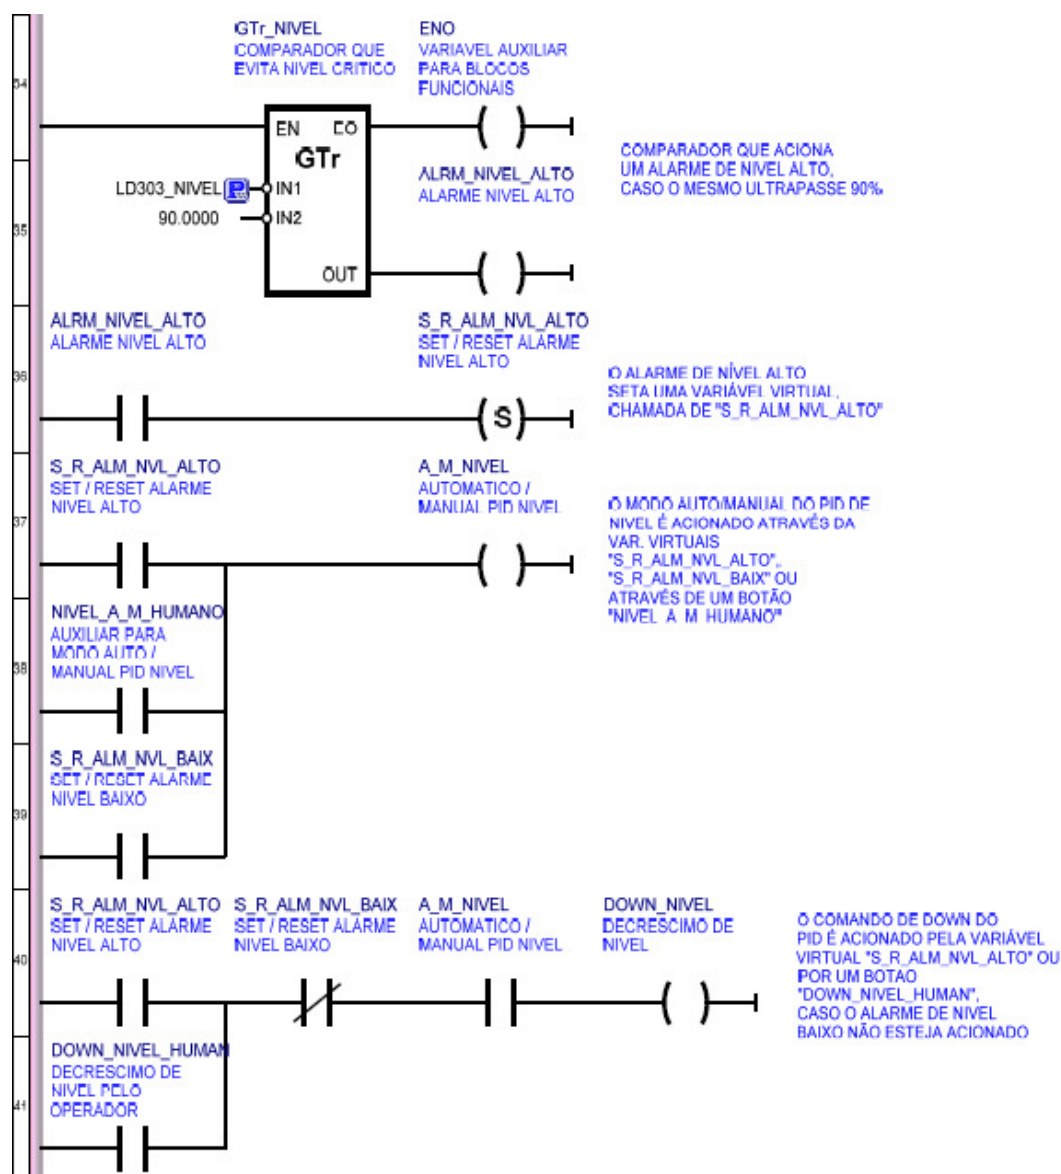 GTr_NIVEL
COMPARADOR QUE
EVITA NIVEL CRITICO
ENO
VARIAVEL AUXILIAR
PARA BLOCOS
FUNCIONAIS
34
EN EO
GTr
LD303_NIVEL
IN1
90.0000
IN2
OUT
ALRM_NIVEL_ALTO
ALARME NIVEL ALTO
COMPARADOR QUE ACIONA
UM ALARME DE NIVEL ALTO,
CASO O MESMO ULTRAPASSE 90%
35
ALRM_NIVEL_ALTO
ALARME NIVEL ALTO
S_R_ALM_NVL_ALTO
SET / RESET ALARME
NIVEL ALTO
36
S
O ALARME DE NÍVEL ALTO
SETA UMA VARIÁVEL VIRTUAL,
CHAMADA DE "S_R_ALM_NVL_ALTO"
S_R_ALM_NVL_ALTO
SET / RESET ALARME
NIVEL ALTO
A_M_NIVEL
AUTOMATICO /
MANUAL PID NIVEL
37
O MODO AUTO/MANUAL DO PID DE
NIVEL É ACIONADO ATRAVÉS DA
VAR. VIRTUAIS
"S_R_ALM_NVL_ALTO",
"S_R_ALM_NVL_BAIX" OU
ATRAVÉS DE UM BOTÃO
"NIVEL_A_M_HUMANO"
NIVEL_A_M_HUMANO
AUXILIAR PARA
MODO AUTO /
MANUAL PID NIVEL
38
S_R_ALM_NVL_BAIX
SET / RESET ALARME
NIVEL BAIXO
39
S_R_ALM_NVL_ALTO
SET / RESET ALARME
NIVEL ALTO
S_R_ALM_NVL_BAIX
SET / RESET ALARME
NIVEL BAIXO
A_M_NIVEL
AUTOMATICO /
MANUAL PID NIVEL
DOWN_NIVEL
DECRESCIMO DE
NIVEL
40
O COMANDO DE DOWN DO
PID É ACIONADO PELA VARIÁVEL
VIRTUAL "S_R_ALM_NVL_ALTO" OU
POR UM BOTAO
"DOWN_NIVEL_HUMAN",
CASO O ALARME DE NIVEL
BAIXO NÃO ESTEJA ACIONADO
DOWN_NIVEL_HUMAN
DECRESCIMO DE
NIVEL PELO
OPERADOR
41